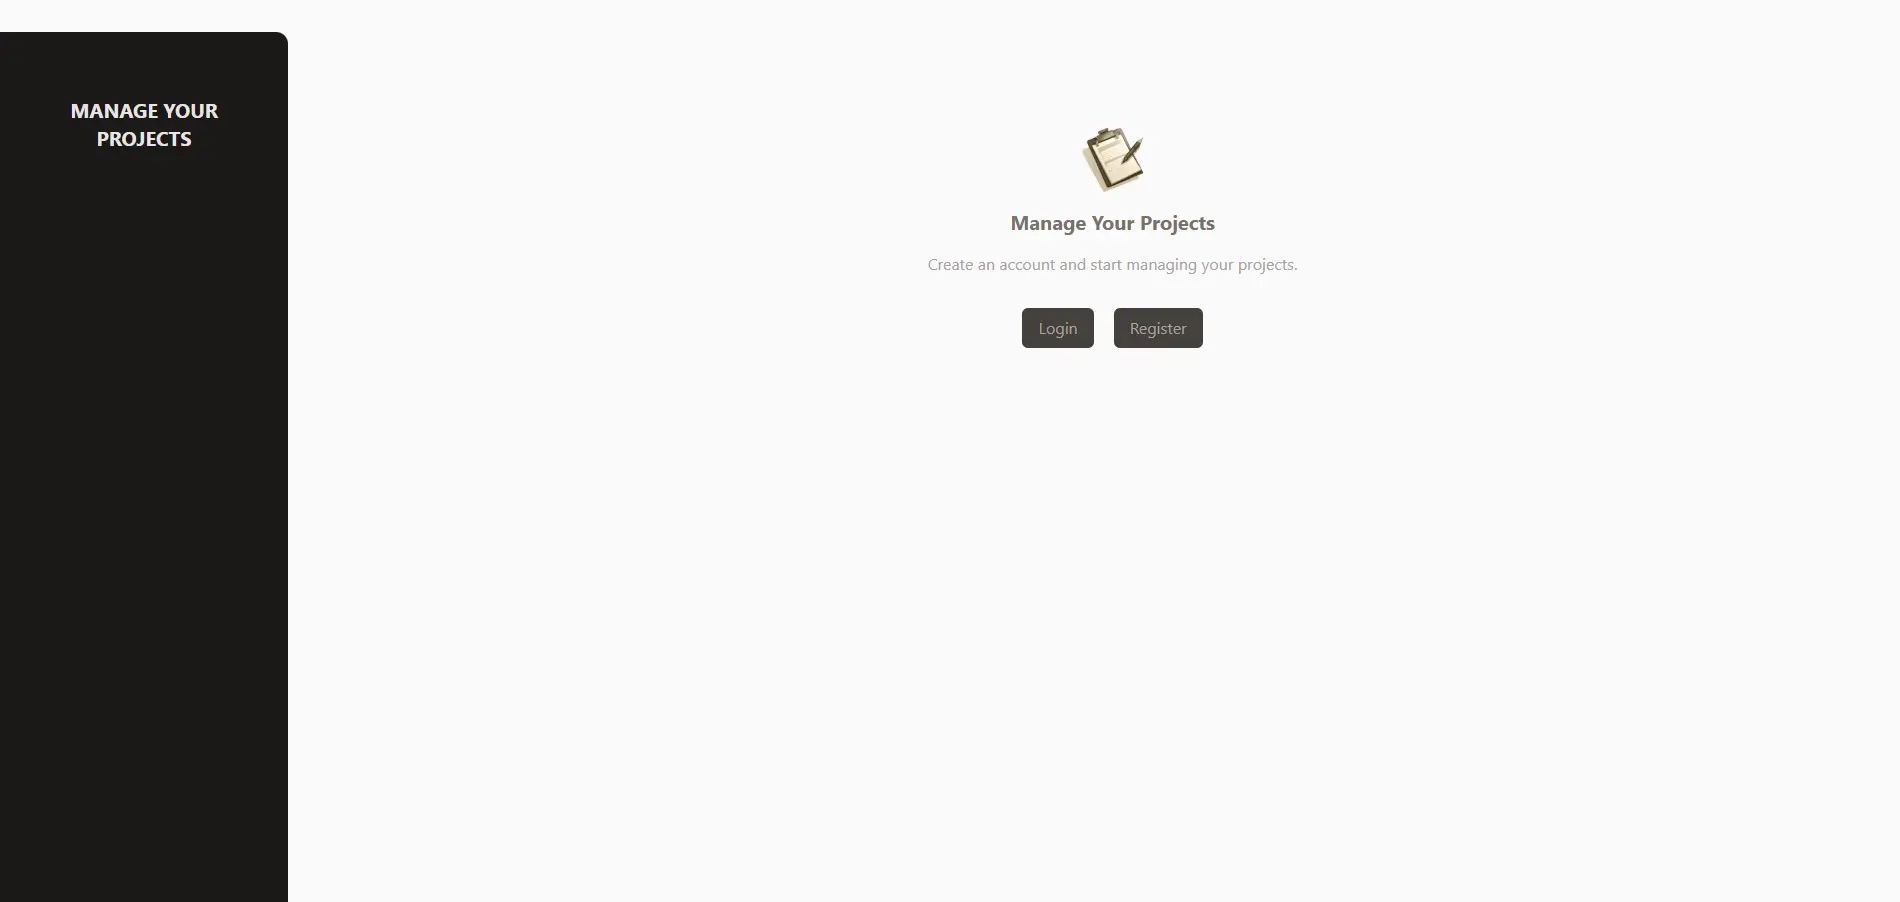 MANAGE YOUR
PROJECTS
Manage Your Projects
Create an account and start managing your projects.
Login
Register